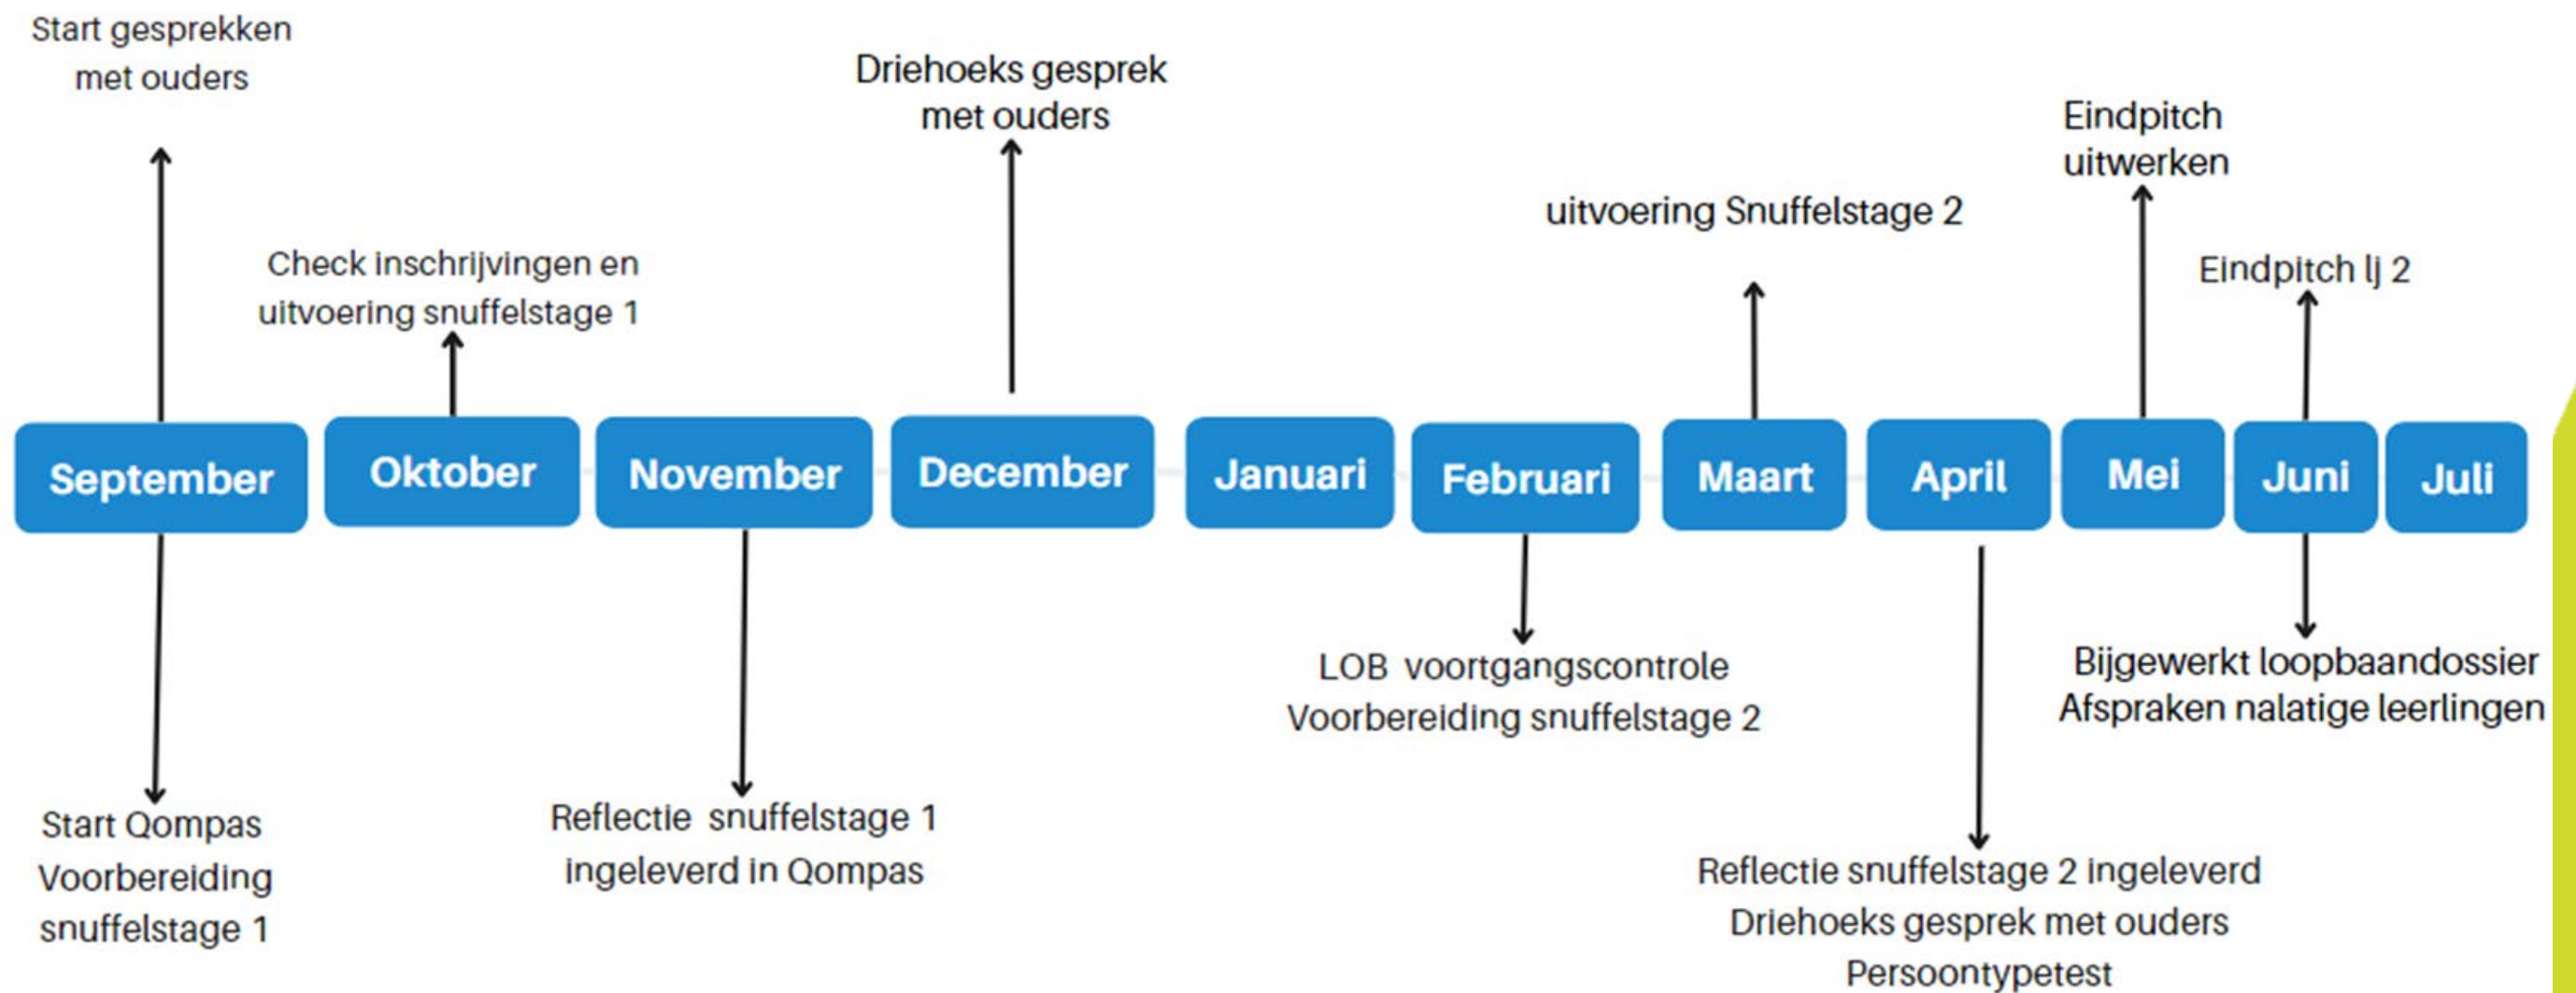 Start gesprekken
met ouders
Driehoeks gesprek
met ouders
Eindpitch
uitwerken
uitvoering Snuffelstage 2
Check inschrijvingen en
uitvoering snuffelstage 1
Eindpitch lj 2
September
Oktober
November
December
Januari
Februari
Maart
April
Mei
Juni
Juli
LOB voortgangscontrole
Voorbereiding snuffelstage 2
Bijgewerkt loopbaandossier
Afspraken nalatige leerlingen
Start Qompas
Voorbereiding
snuffelstage 1
Reflectie snuffelstage 1
ingeleverd in Qompas
Reflectie snuffelstage 2 ingeleverd
Driehoeks gesprek met ouders
Persoontypetest